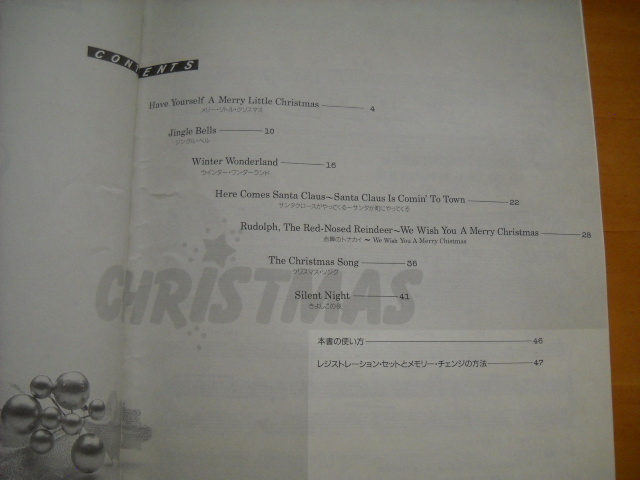 CONTENTS
Have Yourself A Merry Little Christmas 4
メリー・リトル・クリスマス
Jingle Bells 10
ジングル・ベル
Winter Wonderland 16
ウインター・ワンダーランド
Here Comes Santa Claus~Santa Claus Is Comin' To Town 22
サンタクロースがやってくる~サンタが町にやってくる
Rudolph, The Red-Nosed Reindeer~We Wish You A Merry Christmas 28
赤鼻のトナカイ ~ We Wish You A Merry Christmas
The Christmas Song 36
クリスマス・ソング
Silent Night 41
きよしこの夜
CHRISTMAS
本書の使い方 46
レジストレーション・セットとメモリー・チェンジの方法 47